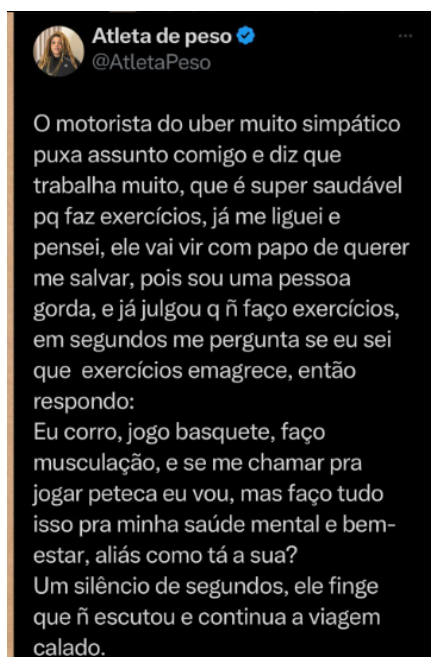 Atleta de peso
@AtletaPeso
O motorista do uber muito simpático
puxa assunto comigo e diz que
trabalha muito, que é super saudável
pq faz exercícios, já me liguei e
pensei, ele vai vir com papo de querer
me salvar, pois sou uma pessoa
gorda, e já julgou q ñ faço exercícios,
em segundos me pergunta se eu sei
que exercícios emagrece, então
respondo:
Eu corro, jogo basquete, faço
musculação, e se me chamar pra
jogar peteca eu vou, mas faço tudo
isso pra minha saúde mental e bem-
estar, aliás como tá a sua?
Um silêncio de segundos, ele finge
que ñ escutou e continua a viagem
calado.